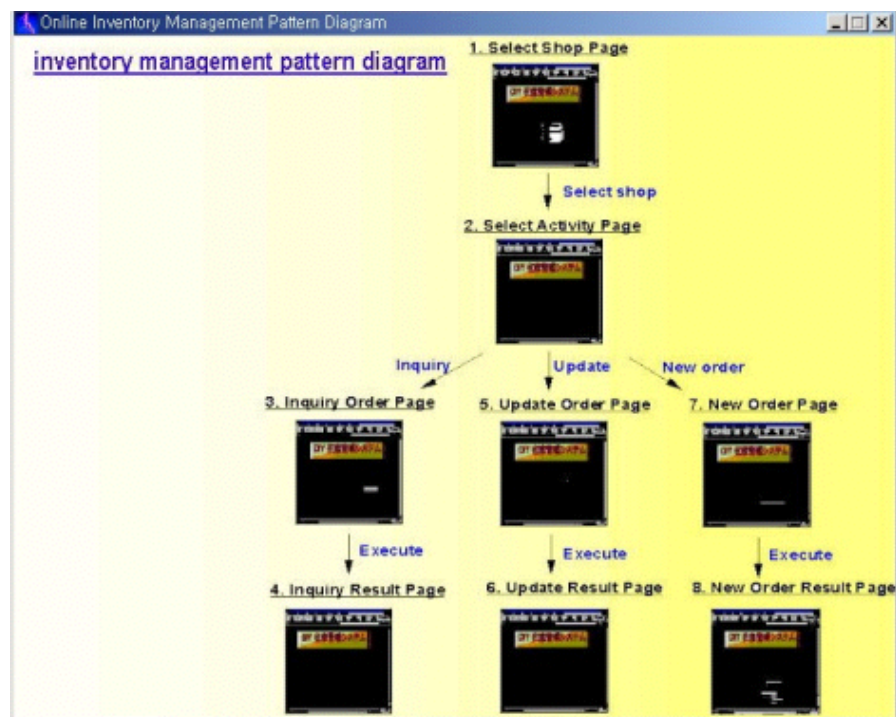 Online Inventory Management Pattern Diagram
inventory management pattern diagram
1. Select Shop Page
Select shop
2. Select Activity Page
Inquiry
Update
New order
3. Inquiry Order Page
5. Update Order Page
7. New Order Page
Execute
Execute
Execute
4. Inquiry Result Page
6. Update Result Page
8. New Order Result Page